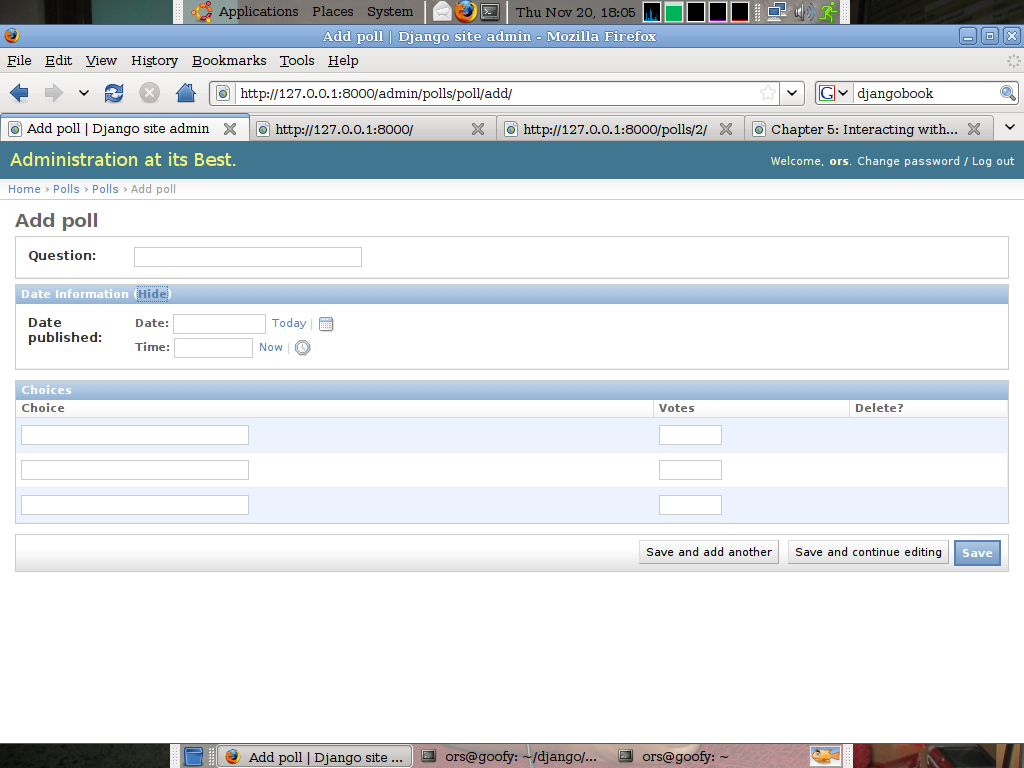 Applications Places System Thu Nov 20, 18:05
Add poll | Django site admin - Mozilla Firefox
File Edit View History Bookmarks Tools Help
http://127.0.0.1:8000/admin/polls/poll/add/ G djangobook
Add poll | Django site admin http://127.0.0.1:8000/ http://127.0.0.1:8000/polls/2/ Chapter 5: Interacting with...
Administration at its Best. Welcome, ors. Change password / Log out
Home › Polls › Polls › Add poll
Add poll
Question:
Date Information (Hide)
Date published: Date: Today |
Time: Now |
Choices
Choice Votes Delete?
Save and add another Save and continue editing Save
Add poll | Django site ... ors@goofy: ~/django/... ors@goofy: ~